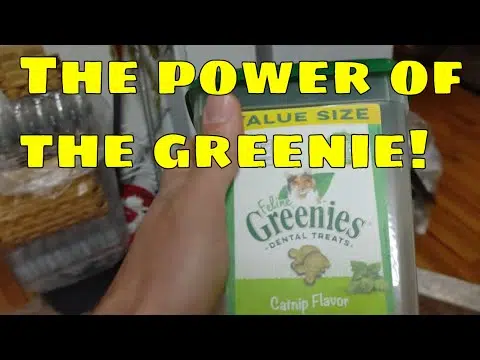 THE POWER OF
THE GREENIE!
VALUE SIZE
Feline
Greenies
DENTAL TREATS
Catnip Flavor